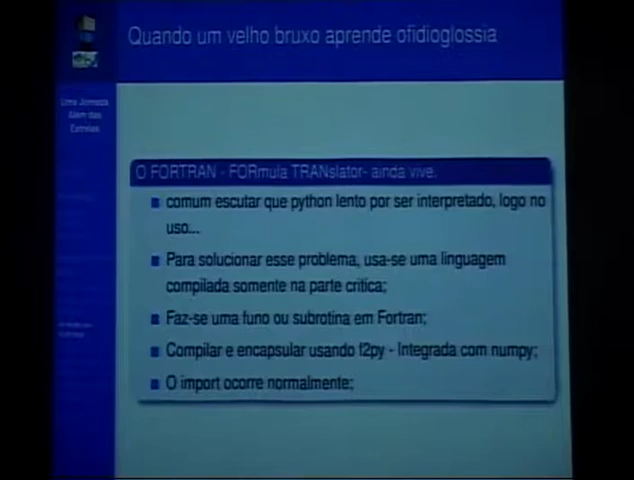 Quando um velho bruxo aprende ofidioglossia
Uma Jornada
Além das
Estrelas
O FORTRAN - FORmula TRANslator- ainda vive.
comum escutar que python lento por ser interpretado, logo no
uso...
Para solucionar esse problema, usa-se uma linguagem
compilada somente na parte critica;
Faz-se uma funo ou subrotina em Fortran;
Compilar e encapsular usando f2py - Integrada com numpy;
O import ocorre normalmente;